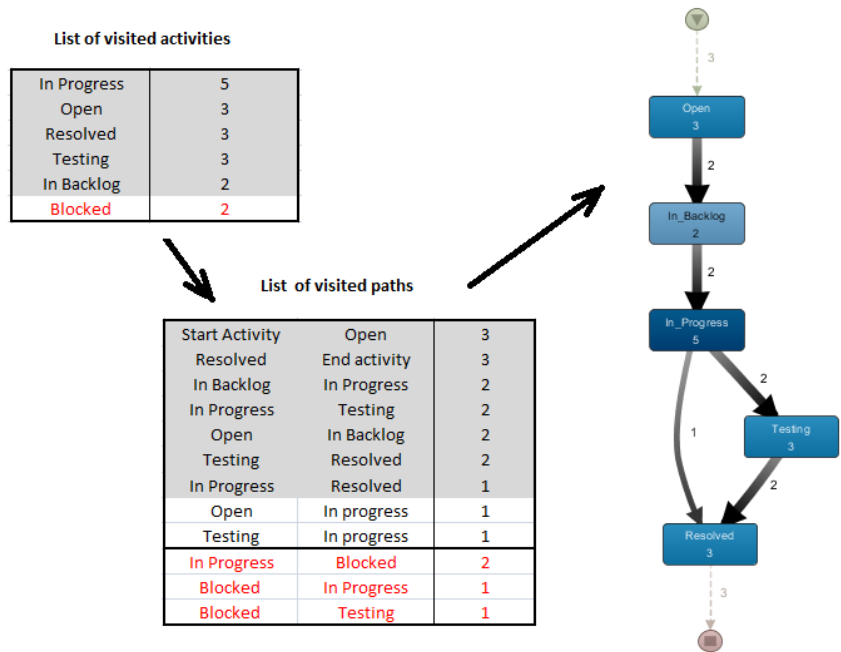 List of visited activities
In Progress 5
Open 3
Resolved 3
Testing 3
In Backlog 2
Blocked 2
List of visited paths
Start Activity Open 3
Resolved End activity 3
In Backlog In Progress 2
In Progress Testing 2
Open In Backlog 2
Testing Resolved 2
In Progress Resolved 1
Open In progress 1
Testing In progress 1
In Progress Blocked 2
Blocked In Progress 1
Blocked Testing 1
3
Open
3
2
In_Backlog
2
2
In_Progress
5
2
1
Testing
3
2
Resolved
3
3